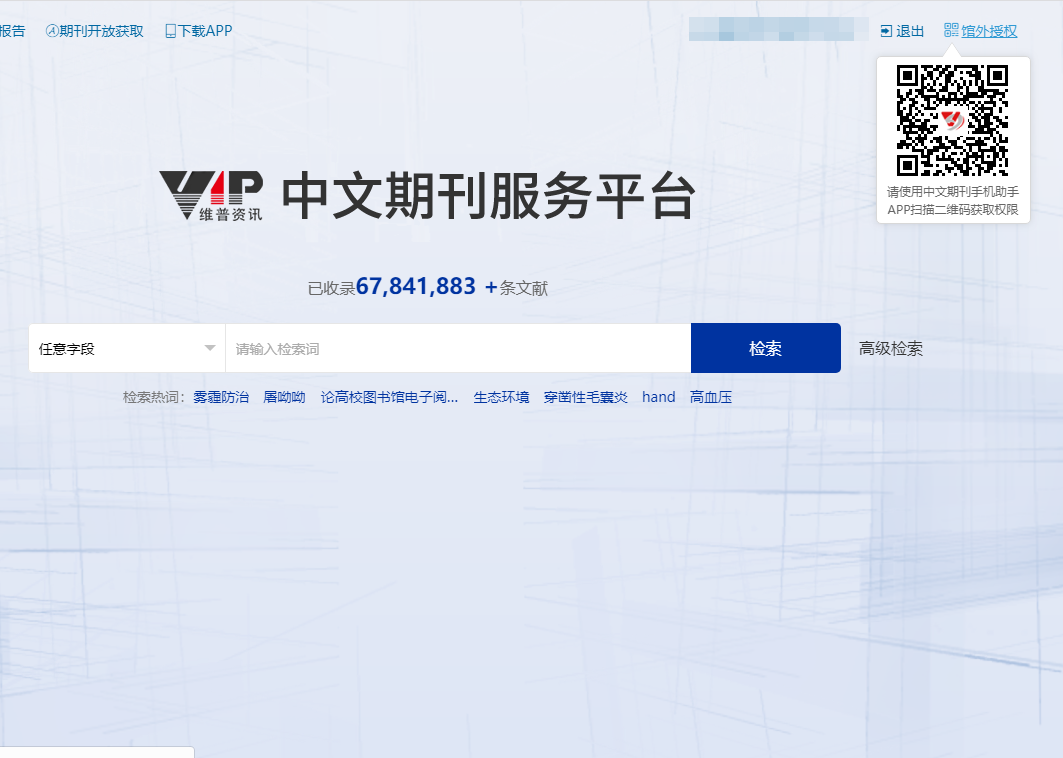 报告 期刊开放获取 下载APP 退出 馆外授权
请使用中文期刊手机助手
APP扫描二维码获取权限
VIP
维普资讯
中文期刊服务平台
已收录67,841,883 +条文献
任意字段 请输入检索词 检索 高级检索
检索热词: 雾霾防治 屠呦呦 论高校图书馆电子阅... 生态环境 穿凿性毛囊炎 hand 高血压